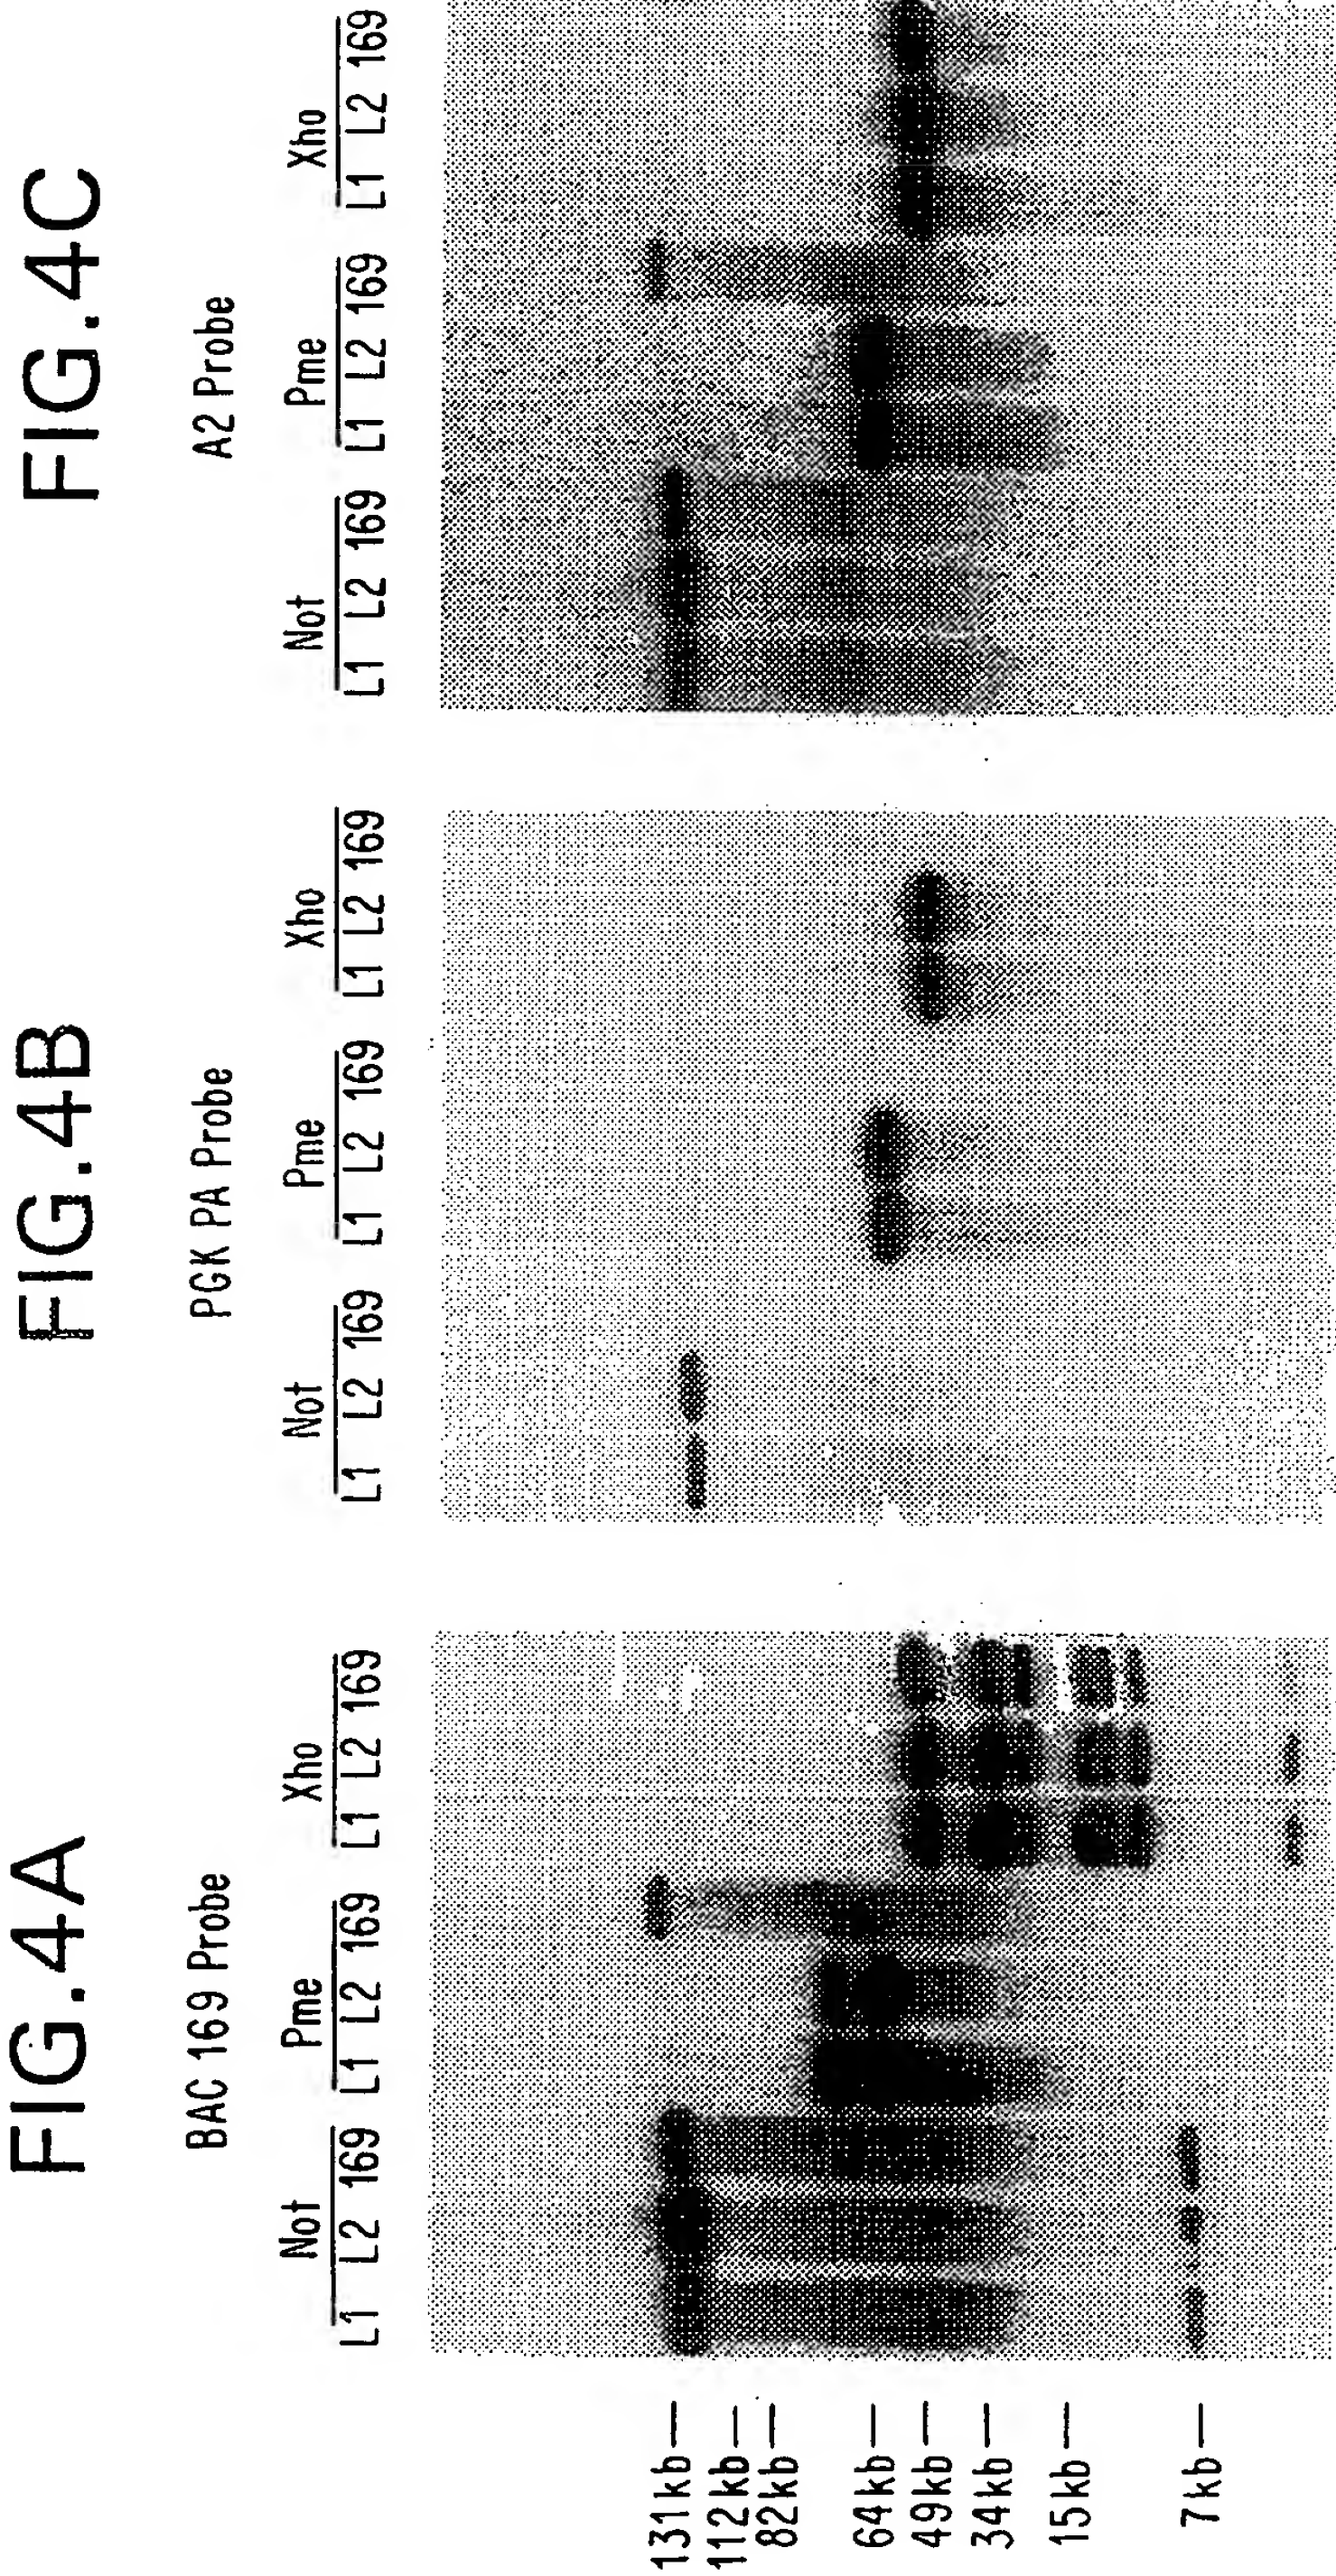 FIG.4A
BAC 169 Probe
Not Pme Xho
L1 L2 169 L1 L2 169 L1 L2 169
131kb
112kb
82kb
64kb
49kb
34kb
15kb
7kb
FIG.4B
PGK PA Probe
Not Pme Xho
L1 L2 169 L1 L2 169 L1 L2 169
FIG.4C
A2 Probe
Not Pme Xho
L1 L2 169 L1 L2 169 L1 L2 169